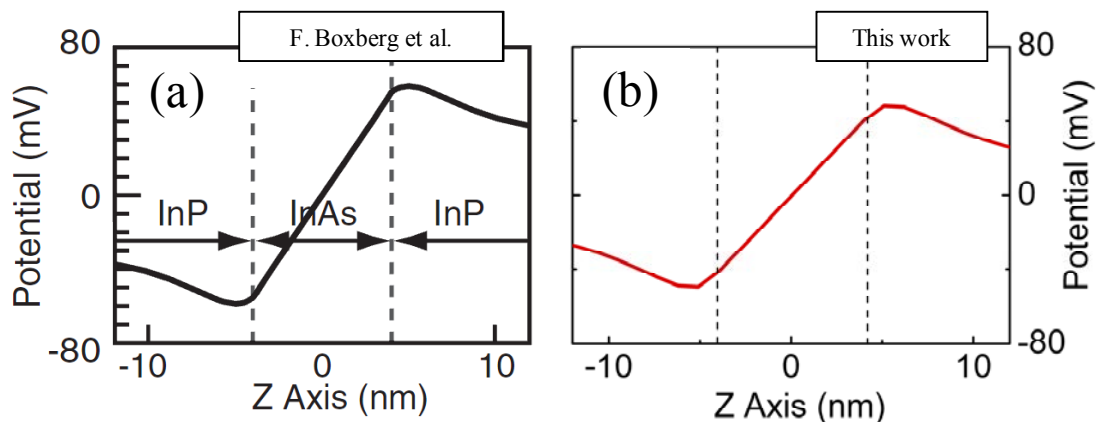 F. Boxberg et al.
(a)
80
0
-80
Potential (mV)
InP
InAs
InP
-10
0
10
Z Axis (nm)
This work
(b)
80
0
-80
Potential (mV)
-10
0
10
Z Axis (nm)